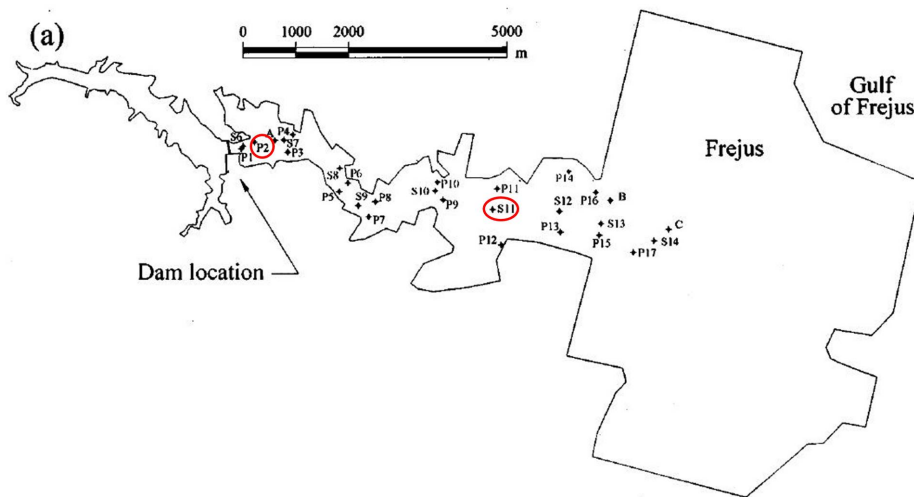 (a)
0 1000 2000 5000
m
Gulf
of Frejus
Frejus
S6
P1
P2
A
P4
S7
P3
S8
P6
P5
S9
P8
P7
P10
S10
P9
P11
S11
P12
P14
S12
P13
P16
B
S13
P15
C
S14
P17
Dam location